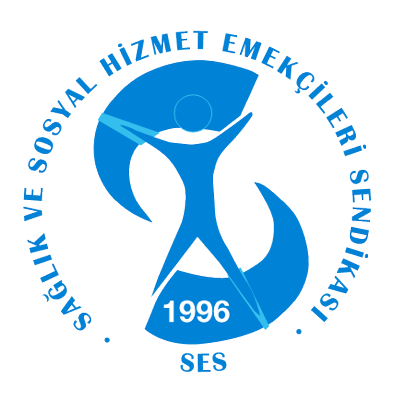 SAĞLIK VE SOSYAL HİZMET EMEKÇİLERİ SENDİKASI
1996
SES